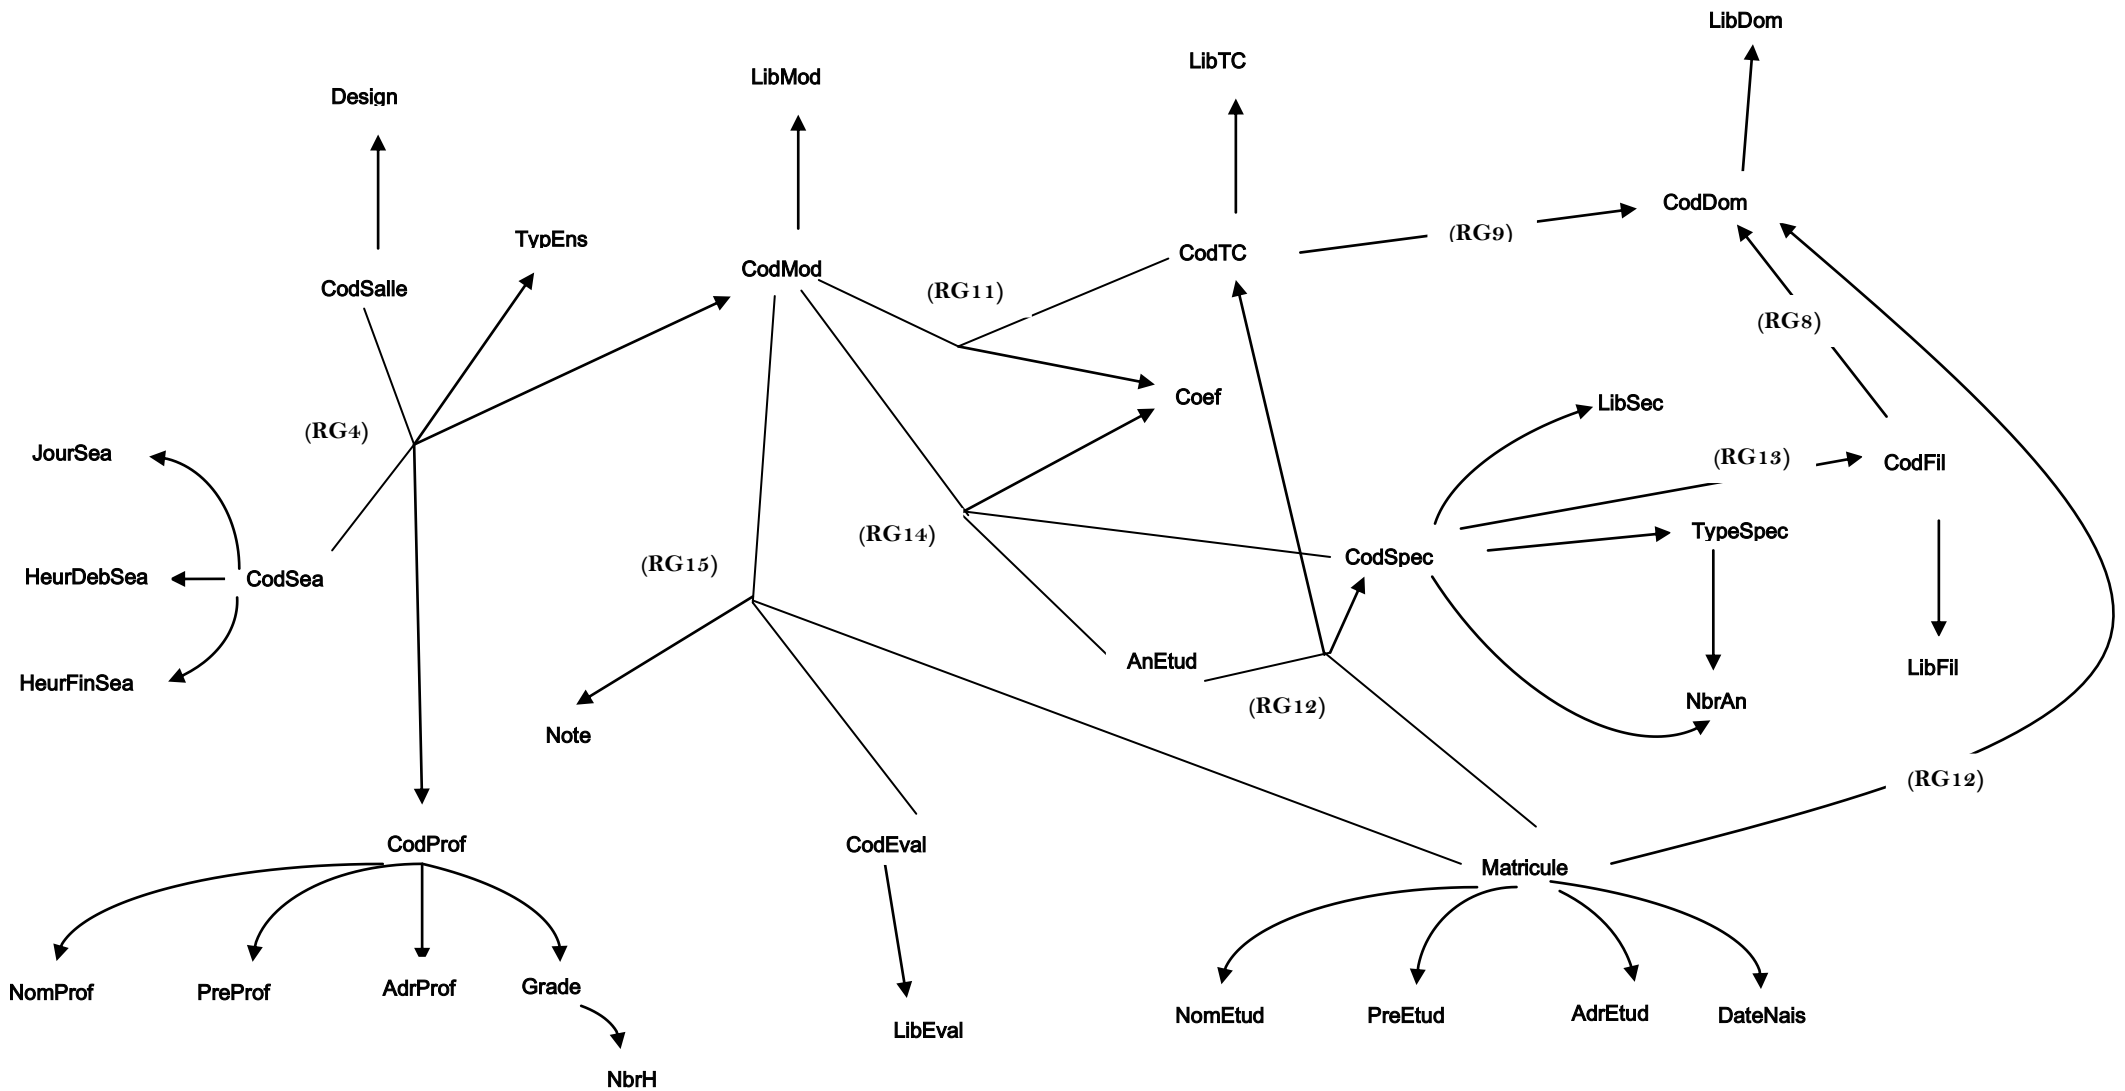 LibDom
LibTC
LibMod
Design
CodDom
(RG9)
TypEns
CodTC
CodMod
CodSalle
(RG11)
(RG8)
Coef
LibSec
(RG4)
JourSea
(RG13)
CodFil
TypeSpec
(RG14)
CodSpec
(RG15)
HeurDebSea
CodSea
AnEtud
LibFil
HeurFinSea
NbrAn
(RG12)
Note
(RG12)
CodProf
CodEval
Matricule
NomProf
PreProf
AdrProf
Grade
NomEtud
PreEtud
AdrEtud
DateNais
LibEval
NbrH